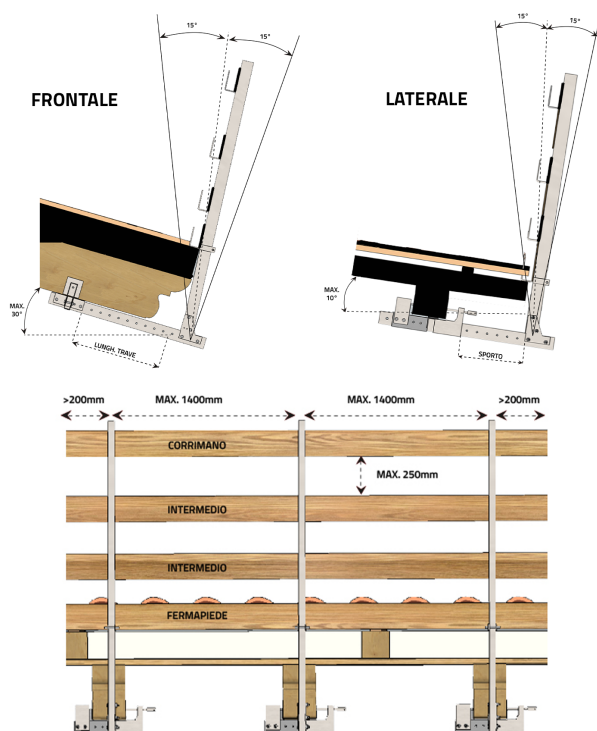 15°
15°
FRONTALE
MAX.
30°
LUNGH. TRAVE
15°
15°
LATERALE
MAX.
10°
SPORTO
>200mm
MAX. 1400mm
MAX. 1400mm
>200mm
CORRIMANO
MAX. 250mm
INTERMEDIO
INTERMEDIO
FERMAPIEDE